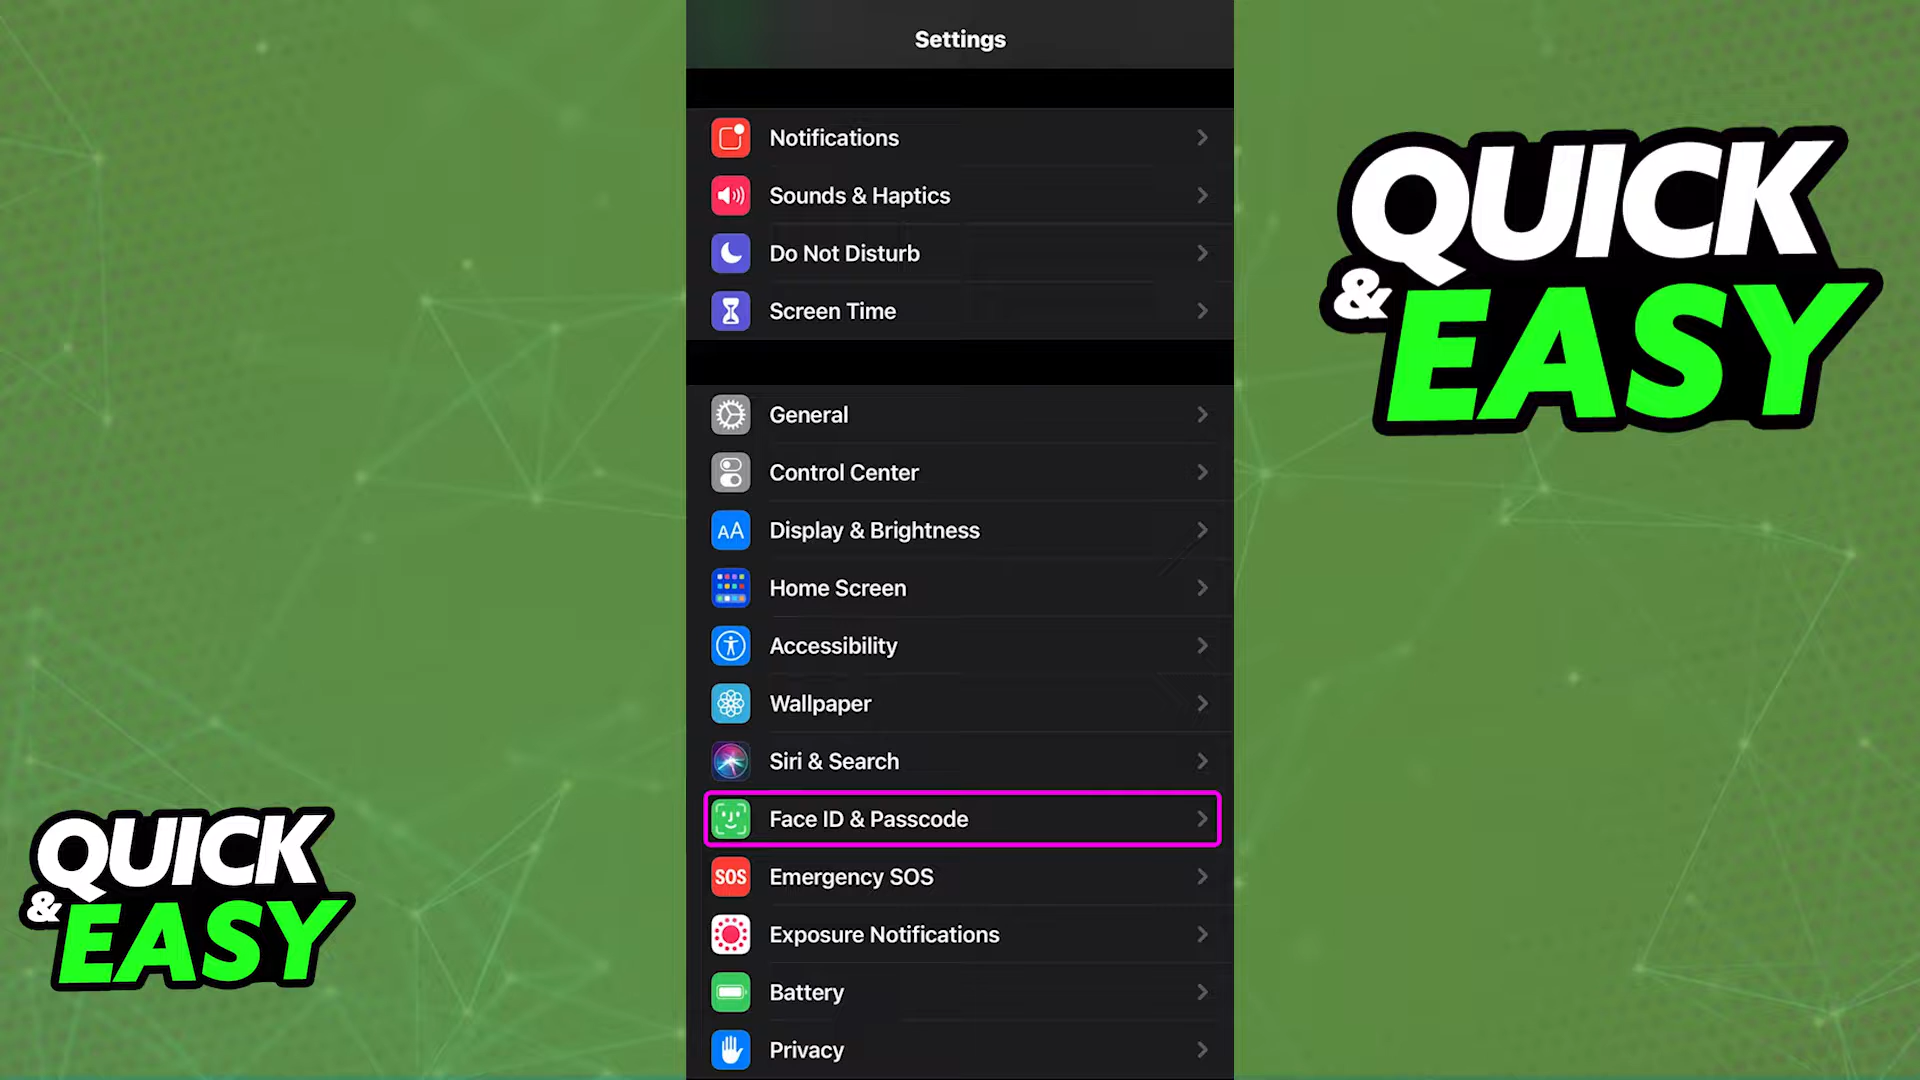 Settings
Notifications
Sounds & Haptics
Do Not Disturb
Screen Time
General
Control Center
AA Display & Brightness
Home Screen
Accessibility
Wallpaper
Siri & Search
Face ID & Passcode
SOS Emergency SOS
Exposure Notifications
Battery
Privacy
QUICK
& EASY
QUICK
& EASY